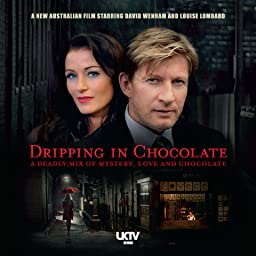 A NEW AUSTRALIAN FILM STARRING DAVID WENHAM AND LOUISE LOMBARD
DRIPPING IN CHOCOLATE
A DEADLY MIX OF MYSTERY, LOVE AND CHOCOLATE
UKTV